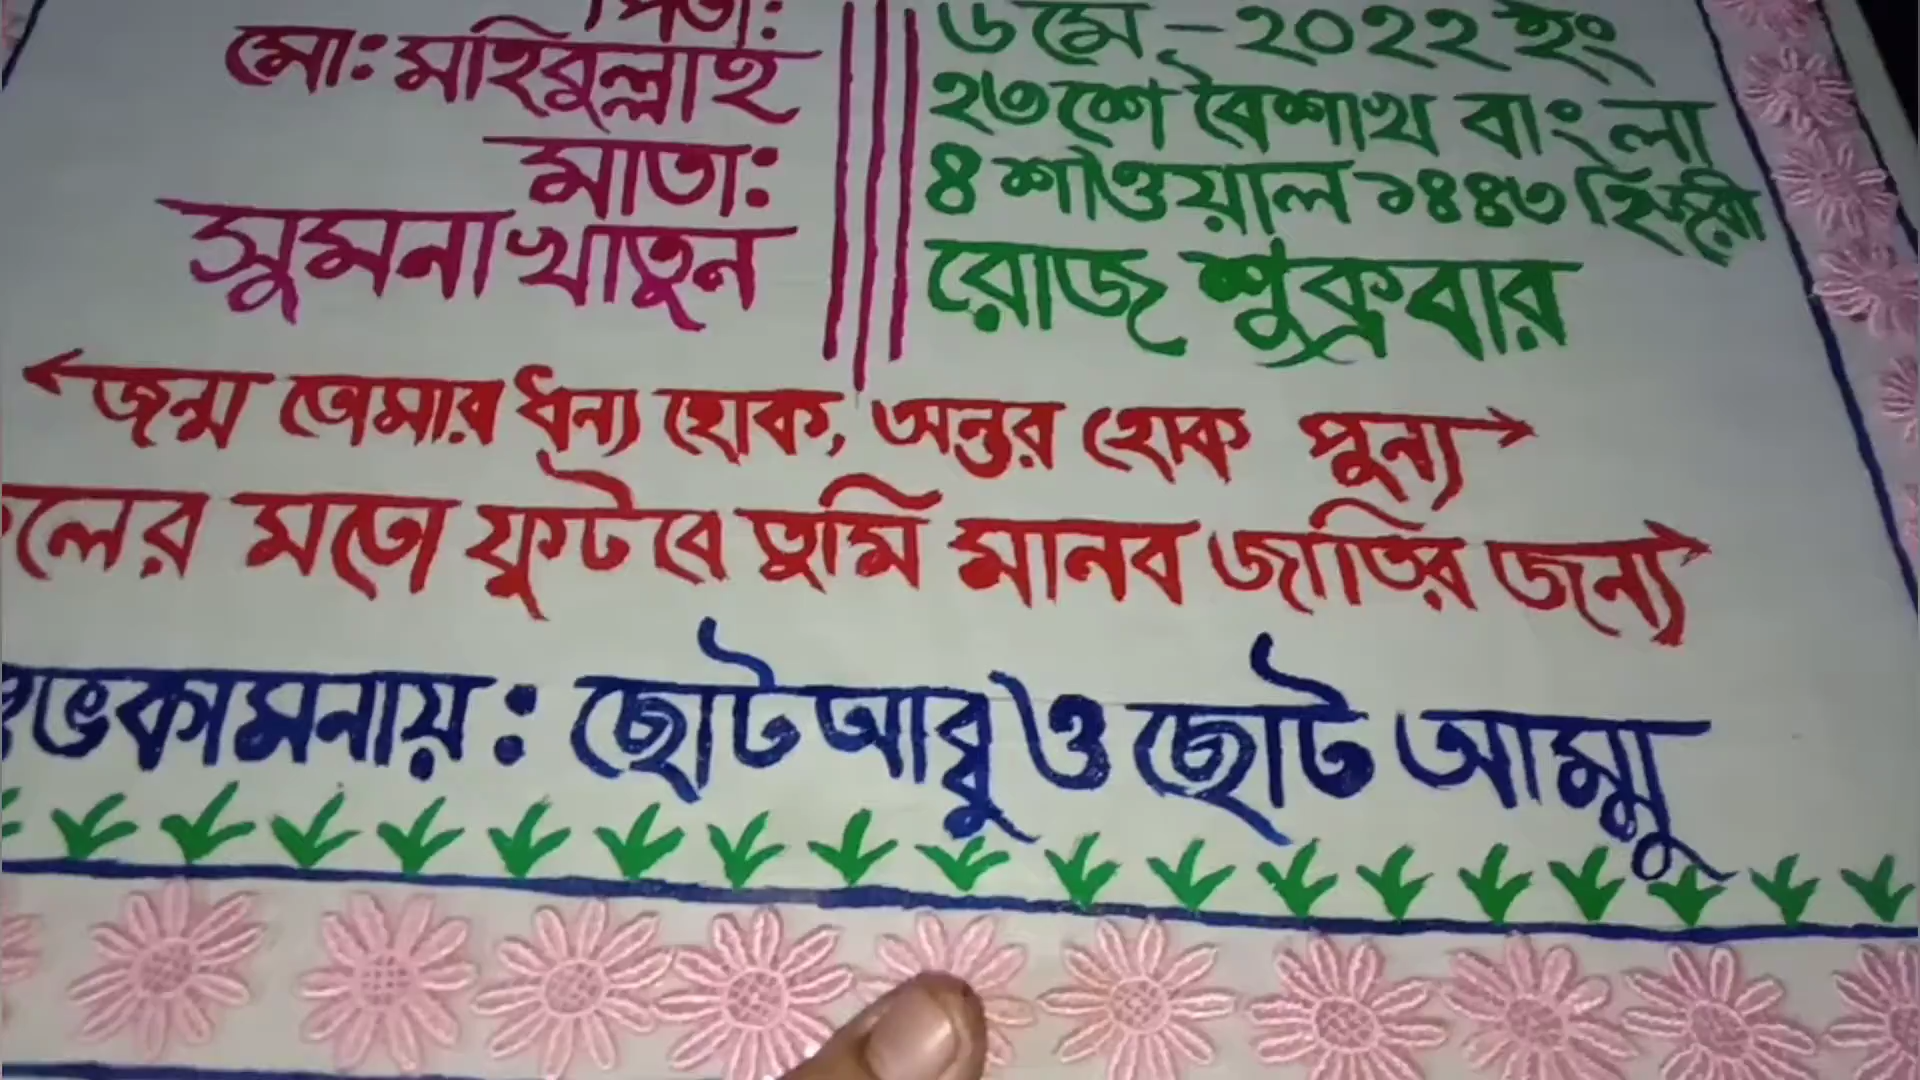 পিতা:
মো: মহিবুল্লাহ
মাতা:
সুমনা খাতুন
৬ মে - ২০২২ ইং
২৩শে বৈশাখ বাংলা
৪ শাওয়াল ১৪৪৩ হিজরী
রোজ শুক্রবার
জন্ম তোমার ধন্য হোক, অন্তর হোক পুন্য
লের মতো ফুটবে তুমি মানব জাতির জন্য
শুভকামনায়: ছোট আব্বু ও ছোট আম্মু